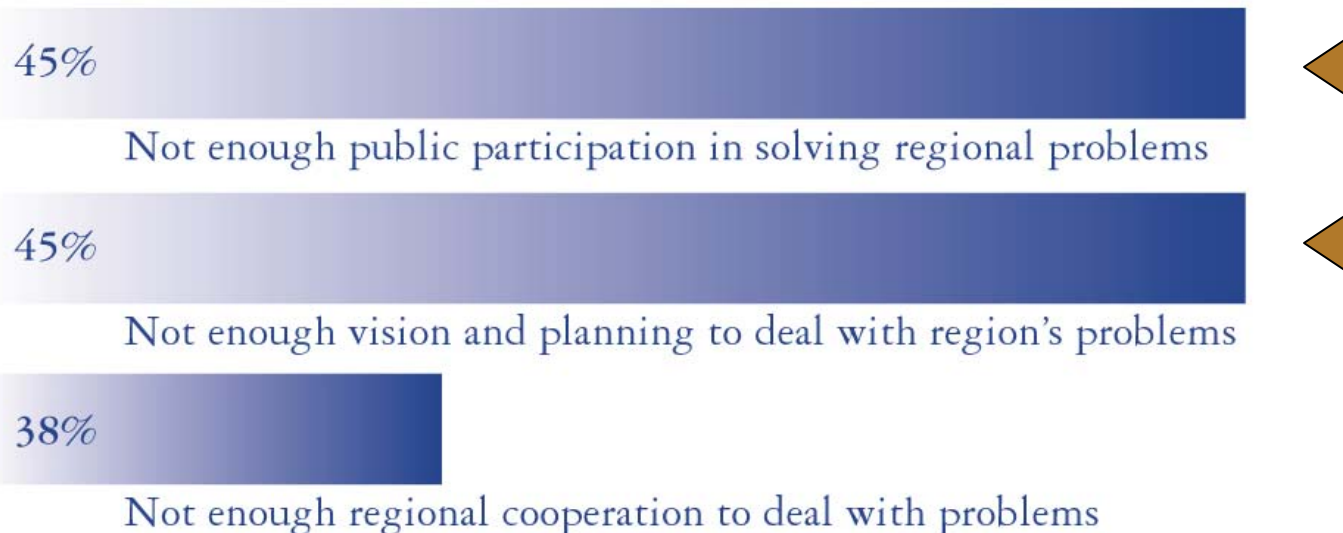 45%
Not enough public participation in solving regional problems
45%
Not enough vision and planning to deal with region's problems
38%
Not enough regional cooperation to deal with problems